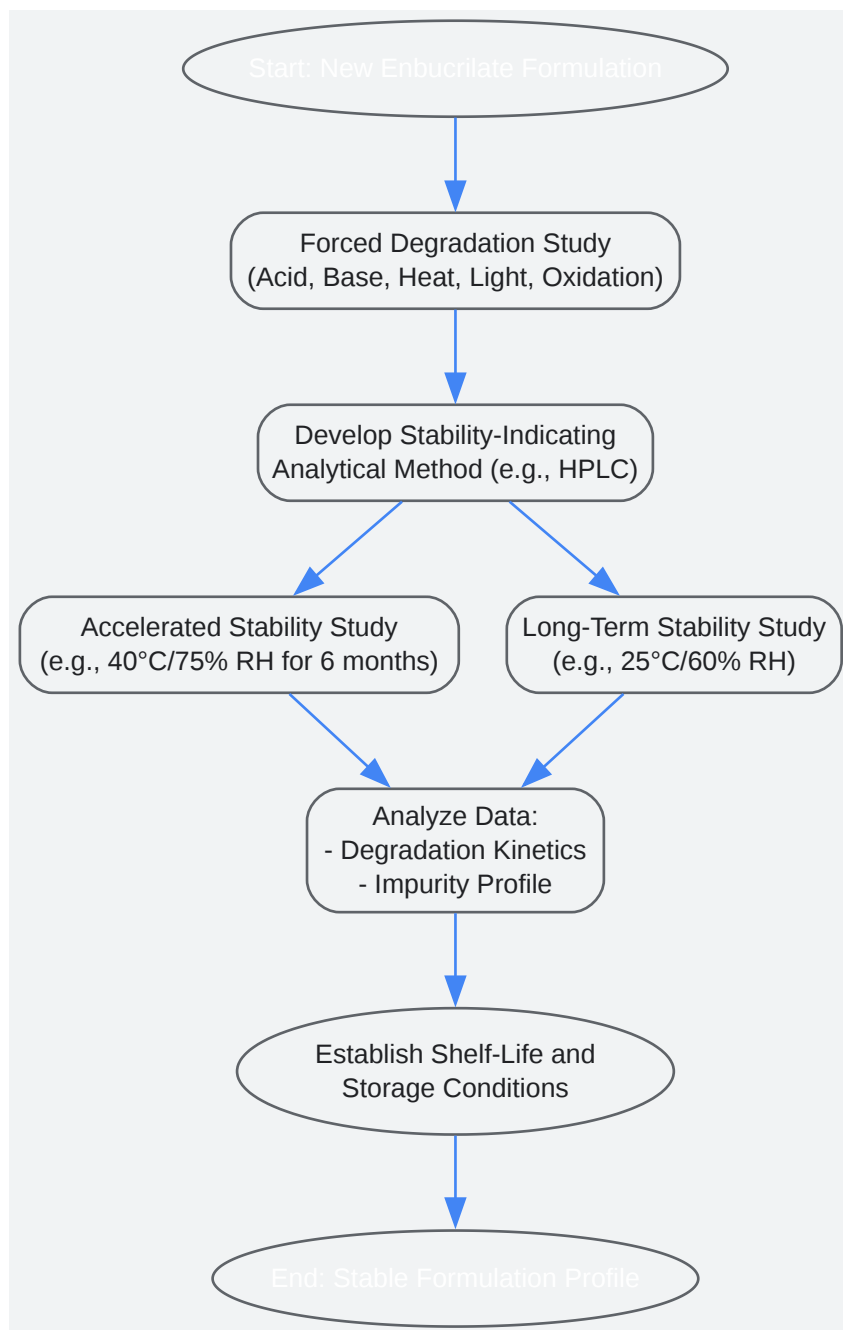 Start: New Enbucrilate Formulation
Forced Degradation Study
(Acid, Base, Heat, Light, Oxidation)
Develop Stability-Indicating
Analytical Method (e.g., HPLC)
Accelerated Stability Study
(e.g., 40°C/75% RH for 6 months)
Long-Term Stability Study
(e.g., 25°C/60% RH)
Analyze Data:
- Degradation Kinetics
- Impurity Profile
Establish Shelf-Life and
Storage Conditions
End: Stable Formulation Profile